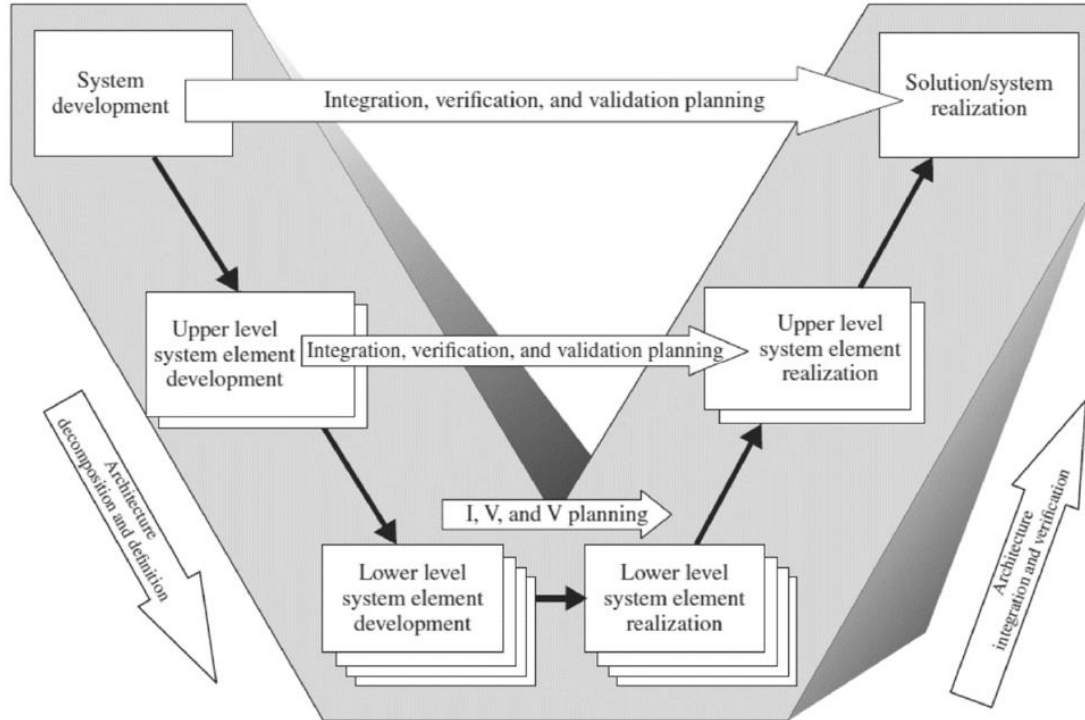 System
development
Integration, verification, and validation planning
Solution/system
realization
Upper level
system element
development
Integration, verification, and validation planning
Upper level
system element
realization
Architecture
decomposition and definition
I, V, and V planning
Architecture
integration and verification
Lower level
system element
development
Lower level
system element
realization